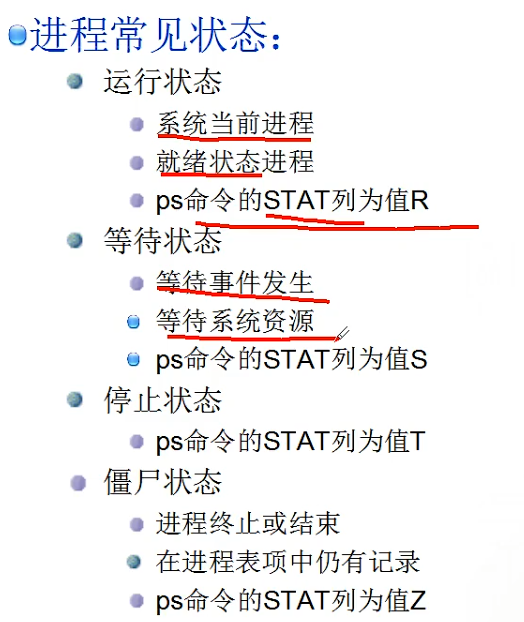 进程常见状态：
运行状态
系统当前进程
就绪状态进程
ps命令的STAT列为值R
等待状态
等待事件发生
等待系统资源
ps命令的STAT列为值S
停止状态
ps命令的STAT列为值T
僵尸状态
进程终止或结束
在进程表项中仍有记录
ps命令的STAT列为值Z